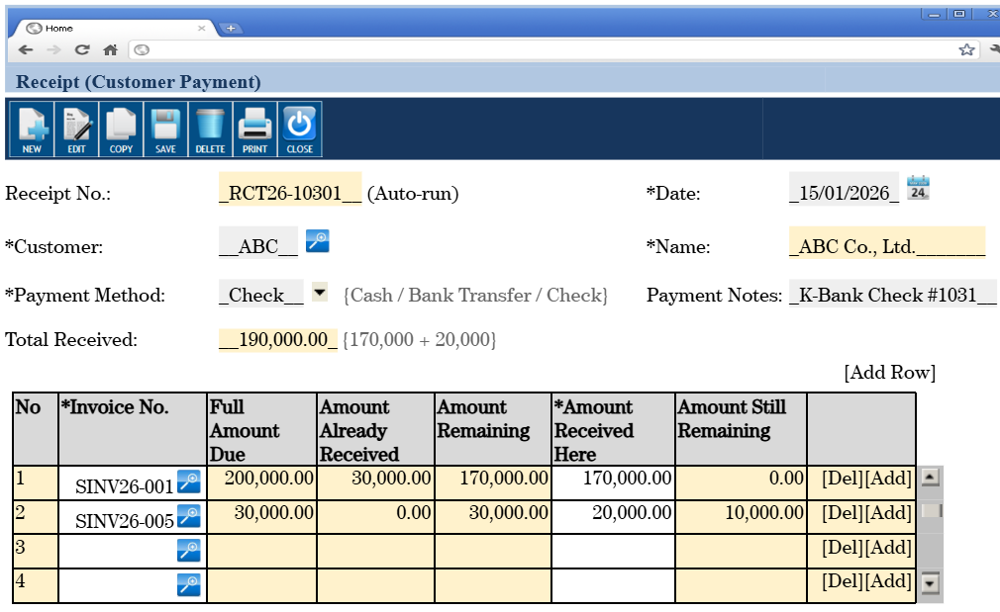 Home
Receipt (Customer Payment)
NEW EDIT COPY SAVE DELETE PRINT CLOSE
Receipt No.: _RCT26-10301__ (Auto-run) *Date: _15/01/2026_ 24
*Customer: __ABC__ *Name: _ABC Co., Ltd._______
*Payment Method: _Check__ {Cash / Bank Transfer / Check} Payment Notes: _K-Bank Check #1031__
Total Received: __190,000.00_ {170,000 + 20,000}
[Add Row]
No *Invoice No. Full Amount Due Amount Already Received Amount Remaining *Amount Received Here Amount Still Remaining
1 SINV26-001 200,000.00 30,000.00 170,000.00 170,000.00 0.00 [Del][Add]
2 SINV26-005 30,000.00 0.00 30,000.00 20,000.00 10,000.00 [Del][Add]
3 [Del][Add]
4 [Del][Add]